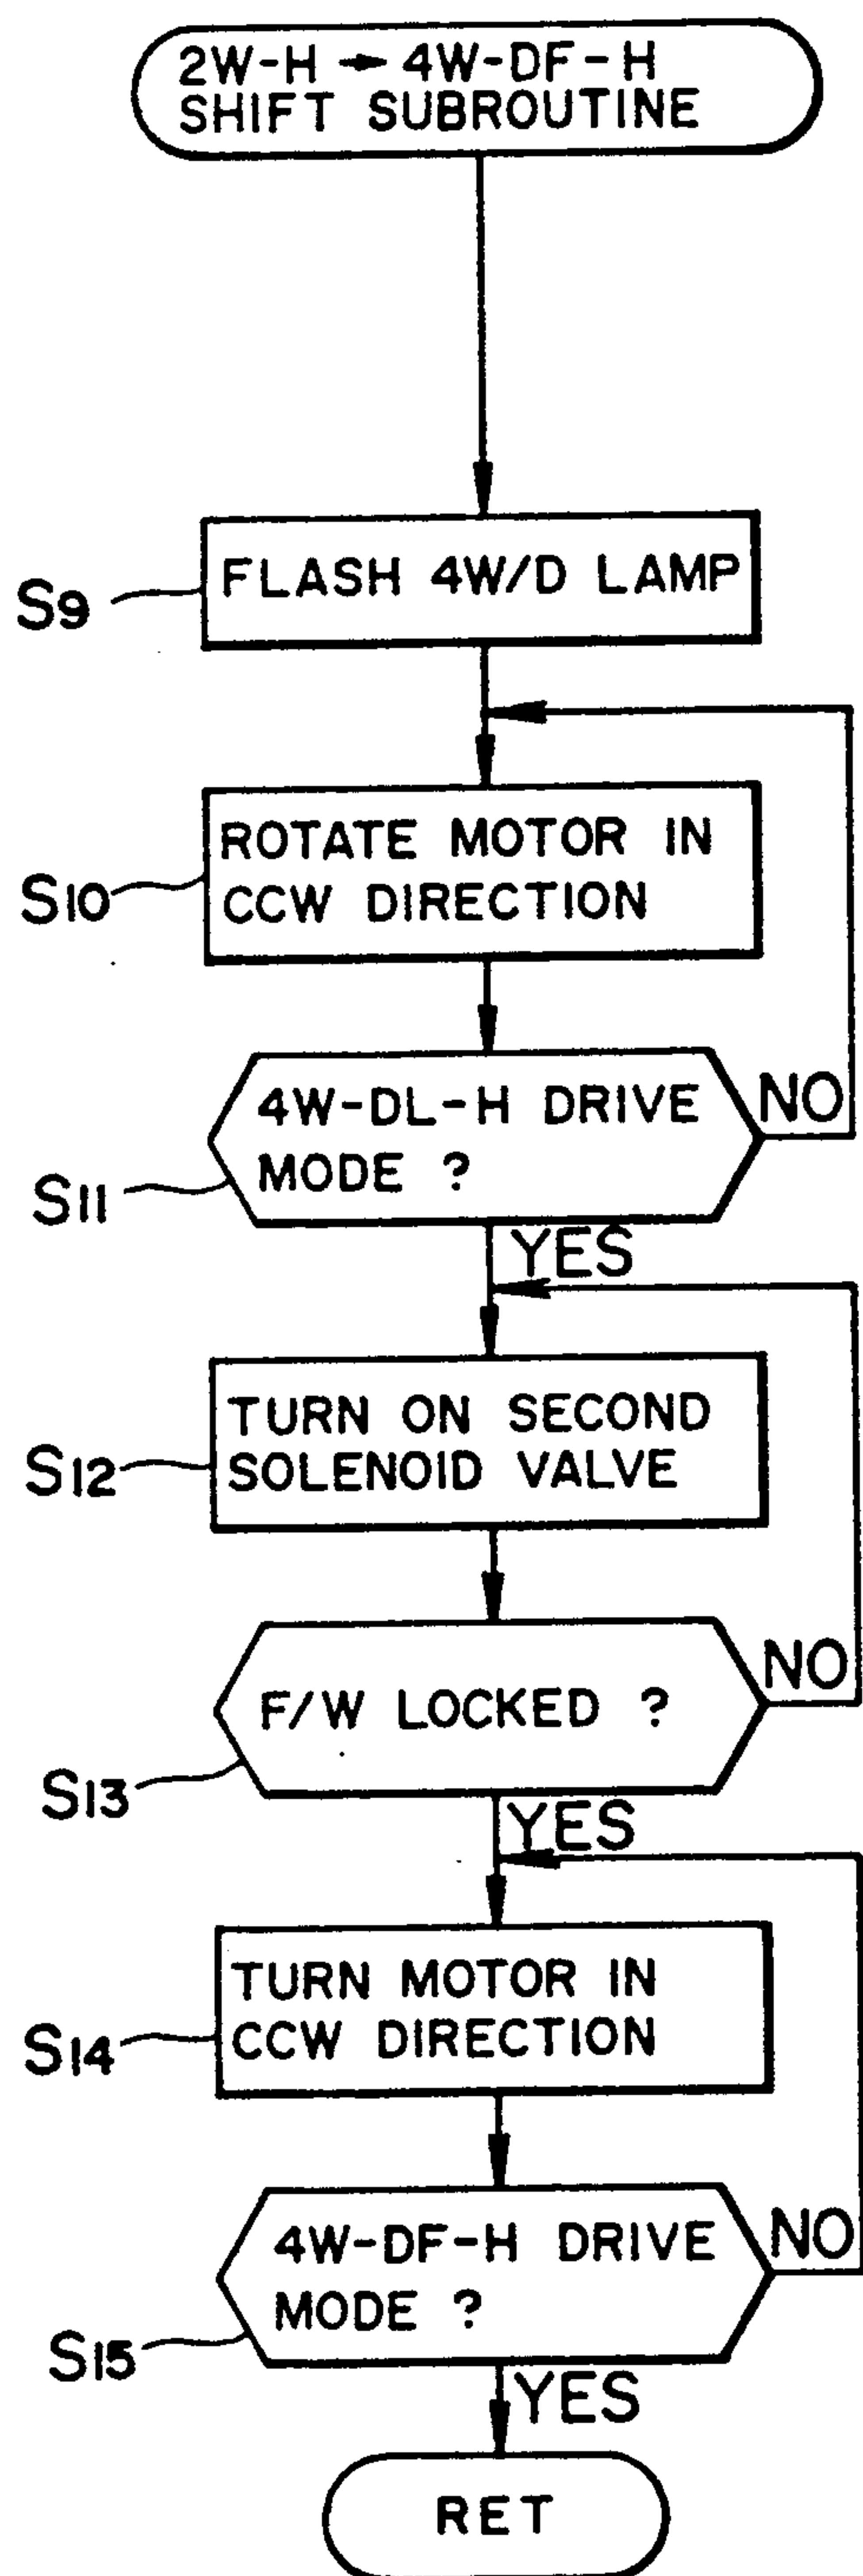 2W-H → 4W-DF-H
SHIFT SUBROUTINE
S9
FLASH 4W/D LAMP
S10
ROTATE MOTOR IN
CCW DIRECTION
S11
4W-DL-H DRIVE
MODE ?
NO
YES
S12
TURN ON SECOND
SOLENOID VALVE
S13
F/W LOCKED ?
NO
YES
S14
TURN MOTOR IN
CCW DIRECTION
S15
4W-DF-H DRIVE
MODE ?
NO
YES
RET